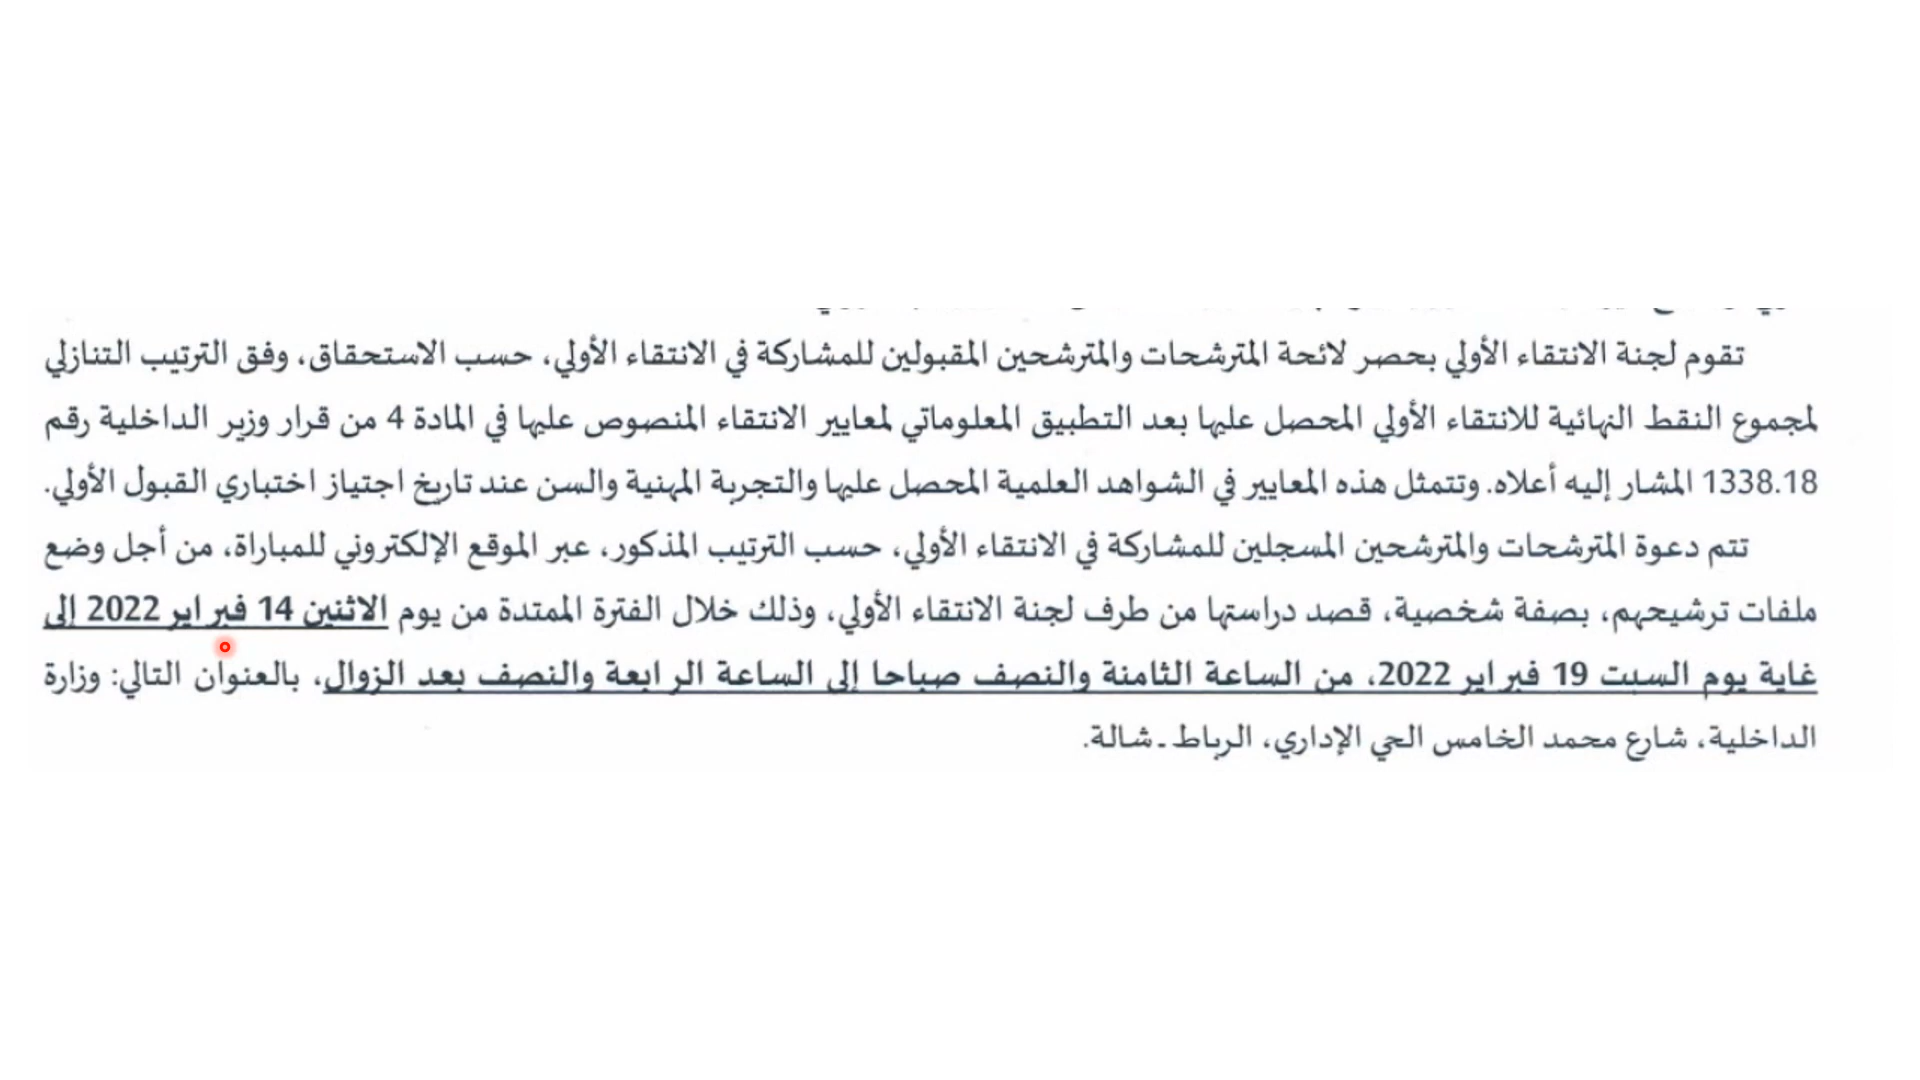 تقوم لجنة الانتقاء الأولي بحصر لائحة المترشحات والمترشحين المقبولين للمشاركة في الانتقاء الأولي، حسب الاستحقاق، وفق الترتيب التنازلي
لمجموع النقط النهائية للانتقاء الأولي المحصل عليها بعد التطبيق المعلوماتي لمعايير الانتقاء المنصوص عليها في المادة 4 من قرار وزير الداخلية رقم
1338.18 المشار إليه أعلاه. وتتمثل هذه المعايير في الشواهد العلمية المحصل عليها والتجربة المهنية والسن عند تاريخ اجتياز اختباري القبول الأولي.
تتم دعوة المترشحات والمترشحين المسجلين للمشاركة في الانتقاء الأولي، حسب الترتيب المذكور، عبر الموقع الإلكتروني للمباراة، من أجل وضع
ملفات ترشيحهم، بصفة شخصية، قصد دراستها من طرف لجنة الانتقاء الأولي، وذلك خلال الفترة الممتدة من يوم الاثنين 14 فبراير 2022 إلى
غاية يوم السبت 19 فبراير 2022، من الساعة الثامنة والنصف صباحا إلى الساعة الرابعة والنصف بعد الزوال، بالعنوان التالي: وزارة
الداخلية، شارع محمد الخامس الحي الإداري، الرباط - شالة.